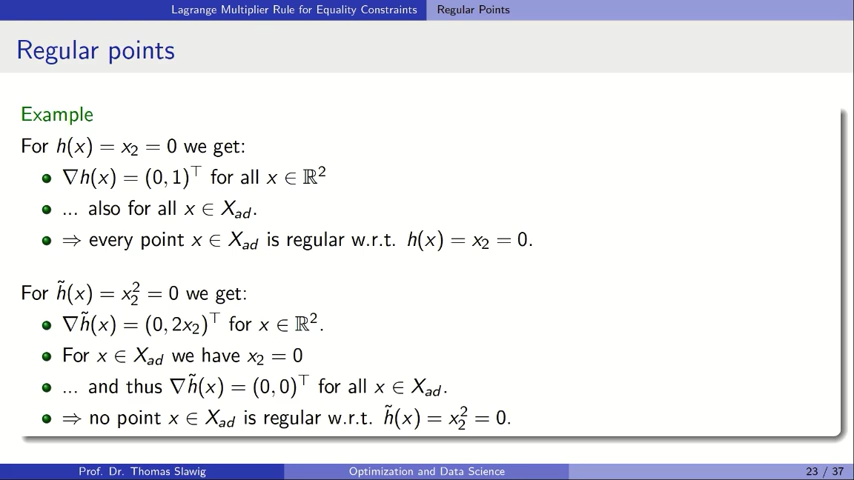 Lagrange Multiplier Rule for Equality Constraints Regular Points
Regular points
Example
For h(x) = x₂ = 0 we get:
∇h(x) = (0, 1)⊤ for all x ∈ ℝ²
... also for all x ∈ X_ad.
⇒ every point x ∈ X_ad is regular w.r.t. h(x) = x₂ = 0.
For h̃(x) = x₂² = 0 we get:
∇h̃(x) = (0, 2x₂)⊤ for x ∈ ℝ².
For x ∈ X_ad we have x₂ = 0
... and thus ∇h̃(x) = (0, 0)⊤ for all x ∈ X_ad.
⇒ no point x ∈ X_ad is regular w.r.t. h̃(x) = x₂² = 0.
Prof. Dr. Thomas Slawig Optimization and Data Science 23 / 37